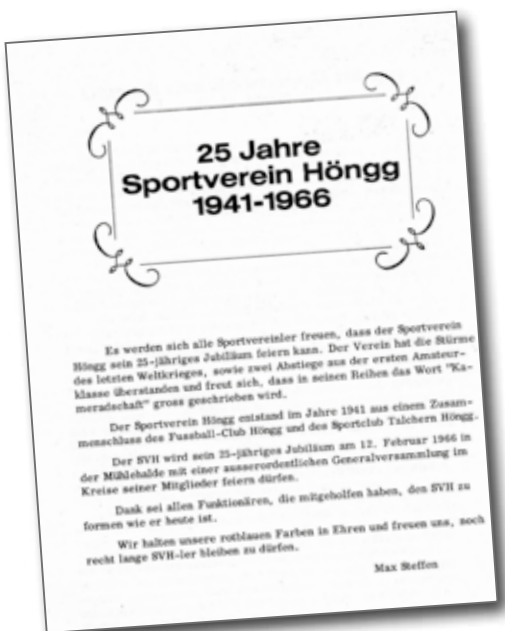 25 Jahre
Sportverein Höngg
1941-1966
Es werden sich alle Sportvereinler freuen, dass der Sportverein
Höngg sein 25-jähriges Jubiläum feiern kann. Der Verein hat die Stürme
des letzten Weltkrieges, sowie zwei Abstiege aus der ersten Amateur-
klasse überstanden und freut sich, dass in seinen Reihen das Wort "Ka-
meradschaft" gross geschrieben wird.
Der Sportverein Höngg entstand im Jahre 1941 aus einem Zusam-
menschluss des Fussball-Club Höngg und des Sportclub Talchern Höngg.
Der SVH wird sein 25-jähriges Jubiläum am 12. Februar 1966 in
der Mühlehalde mit einer ausserordentlichen Generalversammlung im
Kreise seiner Mitglieder feiern dürfen.
Dank sei allen Funktionären, die mitgeholfen haben, den SVH zu
formen wie er heute ist.
Wir halten unsere rotblauen Farben in Ehren und freuen uns, noch
recht lange SVH-ler bleiben zu dürfen.
Max Steffen